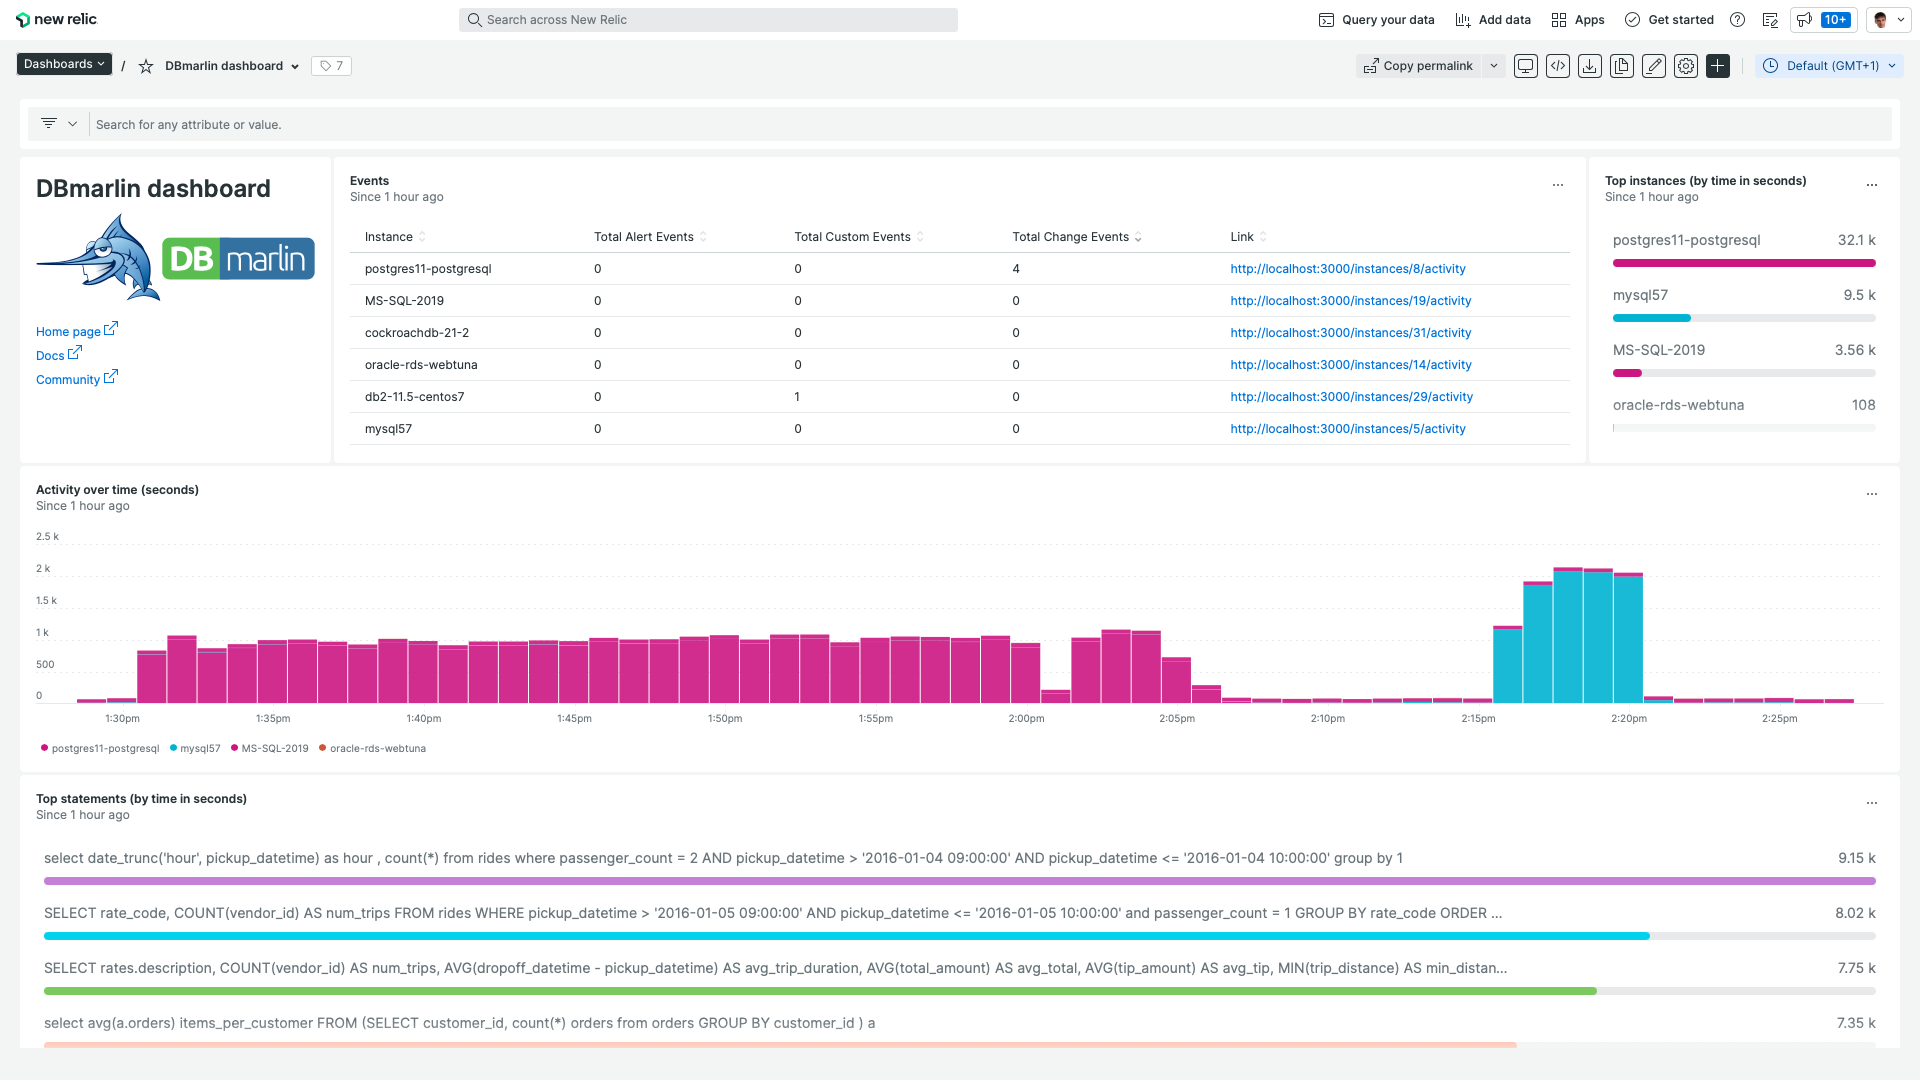 new relic
Search across New Relic
Query your data
Add data
Apps
Get started
10+
Dashboards
/
DBmarlin dashboard
7
Copy permalink
Default (GMT+1)
Search for any attribute or value.
DBmarlin dashboard
DB marlin
Home page
Docs
Community
Events
Since 1 hour ago
...
Instance Total Alert Events Total Custom Events Total Change Events Link
postgres11-postgresql 0 0 4 http://localhost:3000/instances/8/activity
MS-SQL-2019 0 0 0 http://localhost:3000/instances/19/activity
cockroachdb-21-2 0 0 0 http://localhost:3000/instances/31/activity
oracle-rds-webtuna 0 0 0 http://localhost:3000/instances/14/activity
db2-11.5-centos7 0 1 0 http://localhost:3000/instances/29/activity
mysql57 0 0 0 http://localhost:3000/instances/5/activity
Top instances (by time in seconds)
Since 1 hour ago
...
postgres11-postgresql 32.1 k
mysql57 9.5 k
MS-SQL-2019 3.56 k
oracle-rds-webtuna 108
Activity over time (seconds)
Since 1 hour ago
...
2.5 k
2 k
1.5 k
1 k
500
0
1:30pm 1:35pm 1:40pm 1:45pm 1:50pm 1:55pm 2:00pm 2:05pm 2:10pm 2:15pm 2:20pm 2:25pm
postgres11-postgresql mysql57 MS-SQL-2019 oracle-rds-webtuna
Top statements (by time in seconds)
Since 1 hour ago
...
select date_trunc('hour', pickup_datetime) as hour , count(*) from rides where passenger_count = 2 AND pickup_datetime > '2016-01-04 09:00:00' AND pickup_datetime <= '2016-01-04 10:00:00' group by 1 9.15 k
SELECT rate_code, COUNT(vendor_id) AS num_trips FROM rides WHERE pickup_datetime > '2016-01-05 09:00:00' AND pickup_datetime <= '2016-01-05 10:00:00' and passenger_count = 1 GROUP BY rate_code ORDER ... 8.02 k
SELECT rates.description, COUNT(vendor_id) AS num_trips, AVG(dropoff_datetime - pickup_datetime) AS avg_trip_duration, AVG(total_amount) AS avg_total, AVG(tip_amount) AS avg_tip, MIN(trip_distance) AS min_distan... 7.75 k
select avg(a.orders) items_per_customer FROM (SELECT customer_id, count(*) orders from orders GROUP BY customer_id ) a 7.35 k